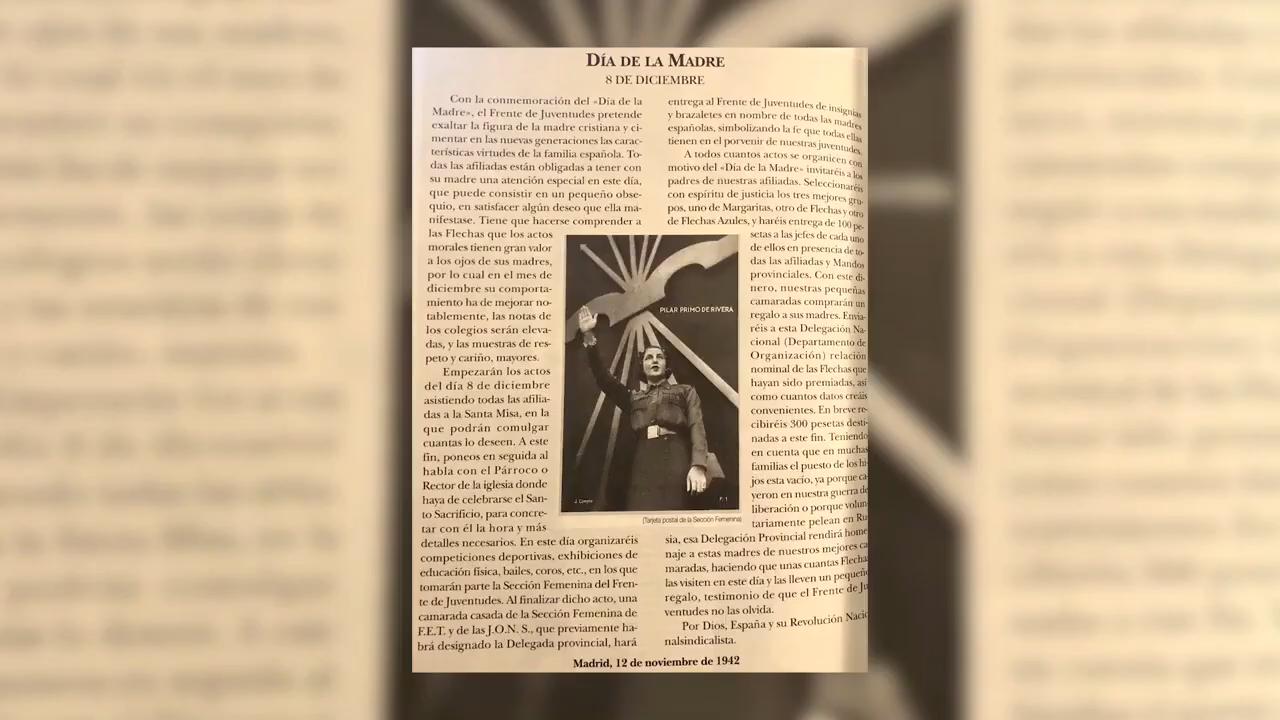 DÍA DE LA MADRE
8 DE DICIEMBRE
Con la conmemoración del «Día de la
Madre», el Frente de Juventudes pretende
exaltar la figura de la madre cristiana y ci-
mentar en las nuevas generaciones las carac-
terísticas virtudes de la familia española. To-
das las afiliadas están obligadas a tener con
su madre una atención especial en este día,
que puede consistir en un pequeño obse-
quio, en satisfacer algún deseo que ella ma-
nifestase. Tiene que hacerse comprender a
las Flechas que los actos
morales tienen gran valor
a los ojos de sus madres,
por lo cual en el mes de
diciembre su comporta-
miento ha de mejorar no-
tablemente, las notas de
los colegios serán eleva-
das, y las muestras de res-
peto y cariño, mayores.
Empezarán los actos
del día 8 de diciembre
asistiendo todas las afilia-
das a la Santa Misa, en la
que podrán comulgar
cuantas lo deseen. A este
fin, poneos en seguida al
habla con el Párroco o
Rector de la iglesia donde
haya de celebrarse el San-
to Sacrificio, para concre-
tar con él la hora y más
detalles necesarios. En este día organizaréis
competiciones deportivas, exhibiciones de
educación física, bailes, coros, etc., en los que
tomarán parte la Sección Femenina del Fren-
te de Juventudes. Al finalizar dicho acto, una
camarada casada de la Sección Femenina de
F.E.T. y de las J.O.N. S., que previamente ha-
brá designado la Delegada provincial, hará
entrega al Frente de Juventudes de insignias
y brazaletes en nombre de todas las madres
españolas, simbolizando la fe que todas ellas
tienen en el porvenir de nuestras juventudes.
A todos cuantos actos se organicen con
motivo del «Día de la Madre» invitaréis a los
padres de nuestras afiliadas. Seleccionaréis
con espíritu de justicia los tres mejores gru-
pos, uno de Margaritas, otro de Flechas y otro
de Flechas Azules, y haréis entrega de 100 pe-
setas a las jefes de cada uno
de ellos en presencia de to-
das las afiliadas y Mandos
provinciales. Con este di-
nero, nuestras pequeñas
camaradas comprarán un
regalo a sus madres. Envia-
réis a esta Delegación Na-
cional (Departamento de
Organización) relación
nominal de las Flechas que
hayan sido premiadas, así
como cuantos datos creáis
convenientes. En breve re-
cibiréis 300 pesetas desti-
nadas a este fin. Teniendo
en cuenta que en muchas
familias el puesto de los hi-
jos esta vacío, ya porque ca-
yeron en nuestra guerra de
liberación o porque volun
tariamente pelean en Ru
sia, esa Delegación Provincial rendirá home
naje a estas madres de nuestros mejores ca
maradas, haciendo que unas cuantas Flecha
las visiten en este día y las lleven un pequeñ
regalo, testimonio de que el Frente de Ju
ventudes no las olvida.
Por Dios, España y su Revolución Nacio
nalsindicalista.
PILAR PRIMO DE RIVERA
J. Compte
F. 1
(Tarjeta postal de la Sección Femenina)
Madrid, 12 de noviembre de 1942